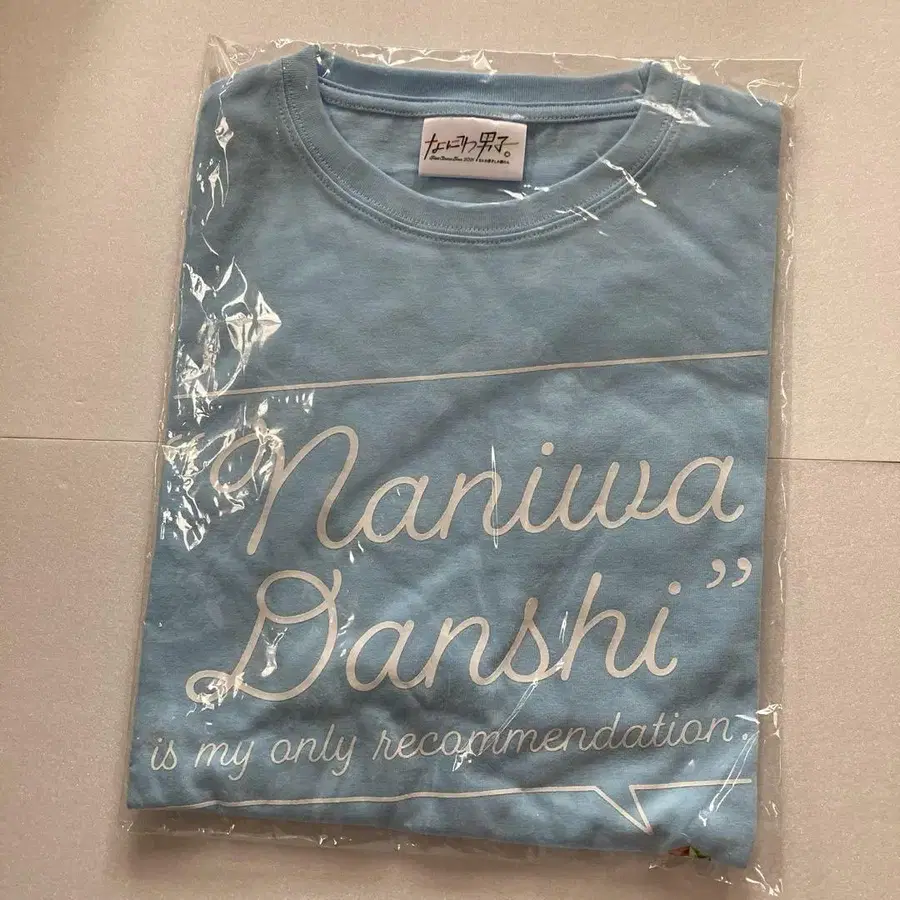 なにわ男子。
“Naniwa
Danshi”
is my only recommendation.